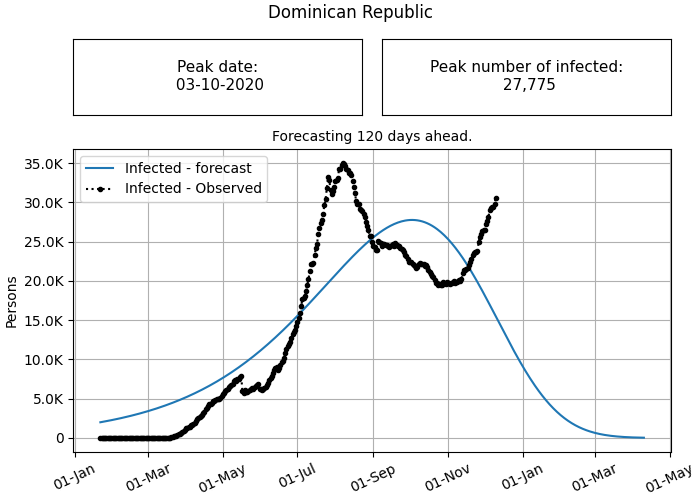 Dominican Republic
Peak date:
03-10-2020
Peak number of infected:
27,775
Forecasting 120 days ahead.
Infected - forecast
Infected - Observed
35.0K
30.0K
25.0K
20.0K
15.0K
10.0K
5.0K
0
Persons
01-Jan
01-Mar
01-May
01-Jul
01-Sep
01-Nov
01-Jan
01-Mar
01-May